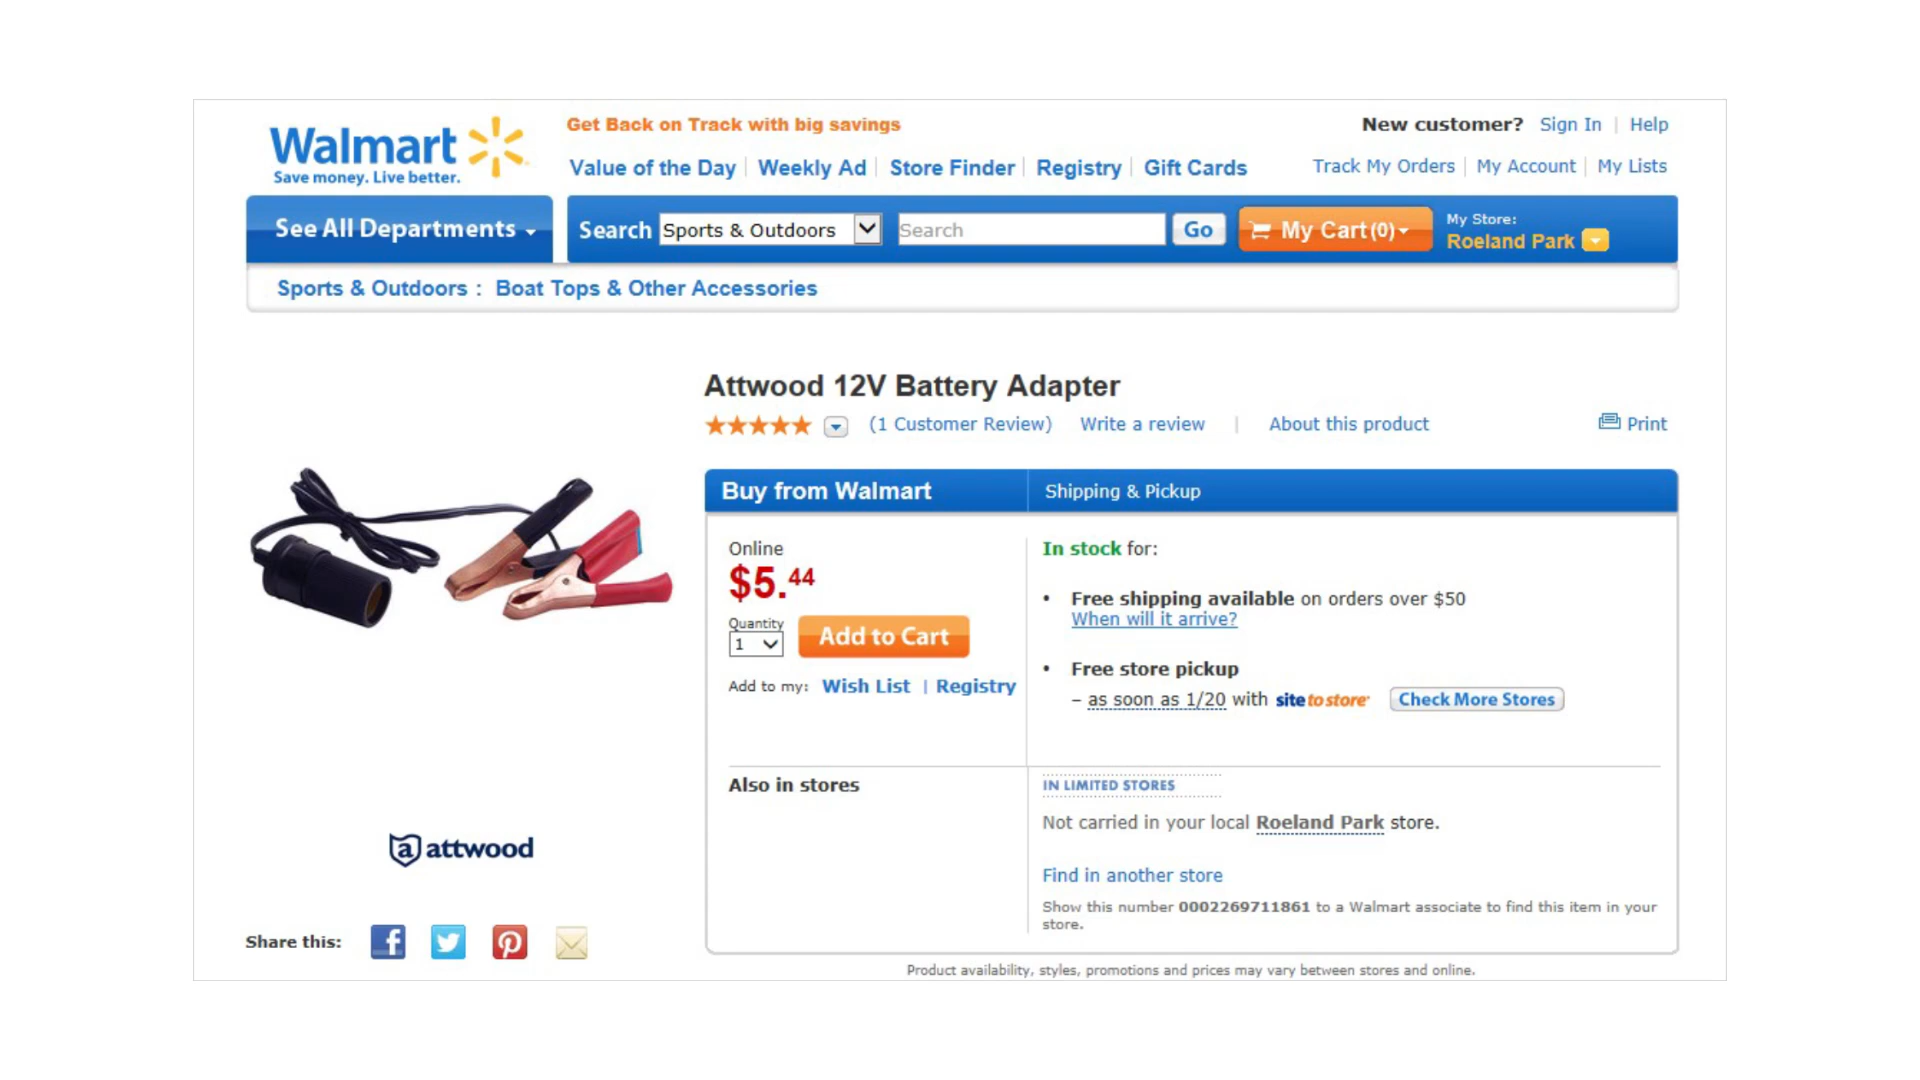 Walmart
Save money. Live better.
Get Back on Track with big savings
New customer? Sign In | Help
Value of the Day | Weekly Ad | Store Finder | Registry | Gift Cards
Track My Orders | My Account | My Lists
See All Departments
Search Sports & Outdoors Search Go My Cart (0)
My Store:
Roeland Park
Sports & Outdoors : Boat Tops & Other Accessories
Attwood 12V Battery Adapter
(1 Customer Review) Write a review | About this product Print
Buy from Walmart Shipping & Pickup
Online
$5.44
Quantity
1
Add to Cart
Add to my: Wish List | Registry
In stock for:
• Free shipping available on orders over $50
When will it arrive?
• Free store pickup
– as soon as 1/20 with site to store Check More Stores
Also in stores
IN LIMITED STORES
Not carried in your local Roeland Park store.
Find in another store
Show this number 0002269711861 to a Walmart associate to find this item in your
store.
a attwood
Share this: f p
Product availability, styles, promotions and prices may vary between stores and online.